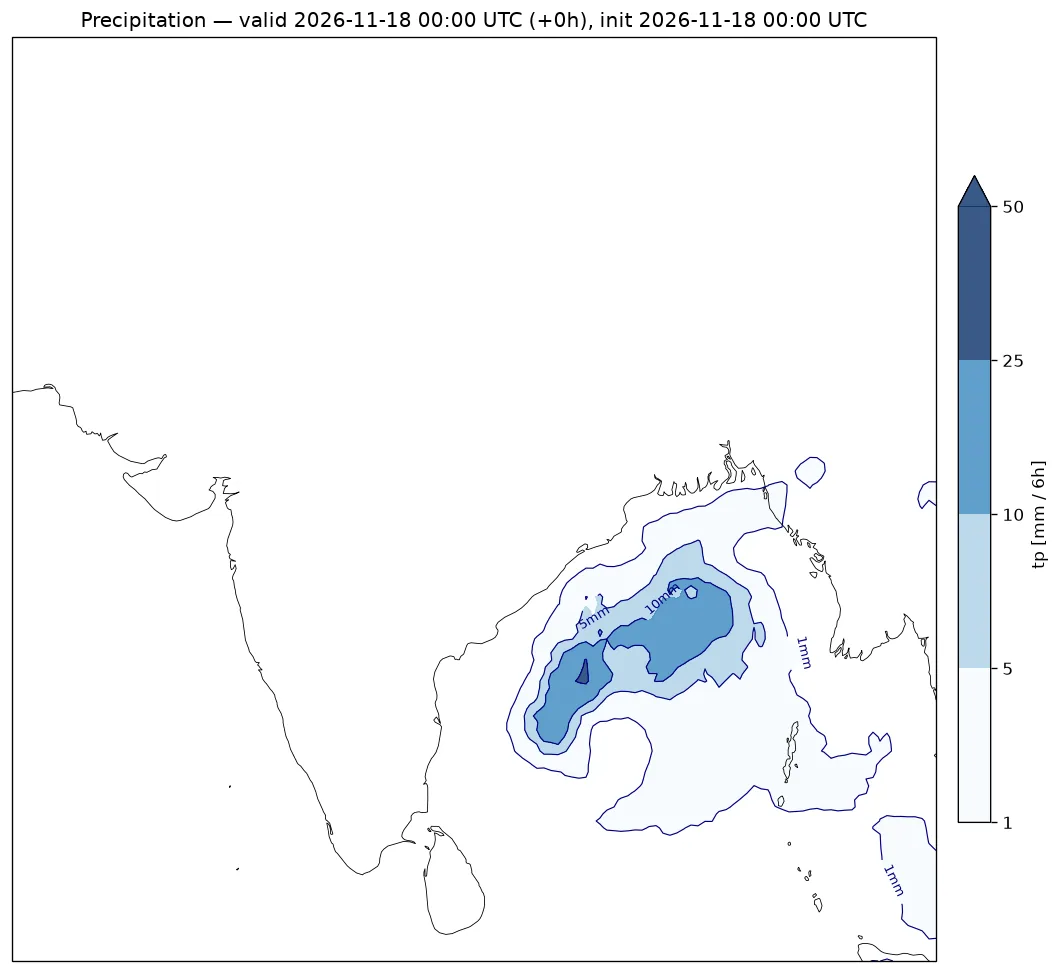 Precipitation — valid 2026-11-18 00:00 UTC (+0h), init 2026-11-18 00:00 UTC
50
25
10
5
1
tp [mm / 6h]
10mm
5mm
1mm
1mm